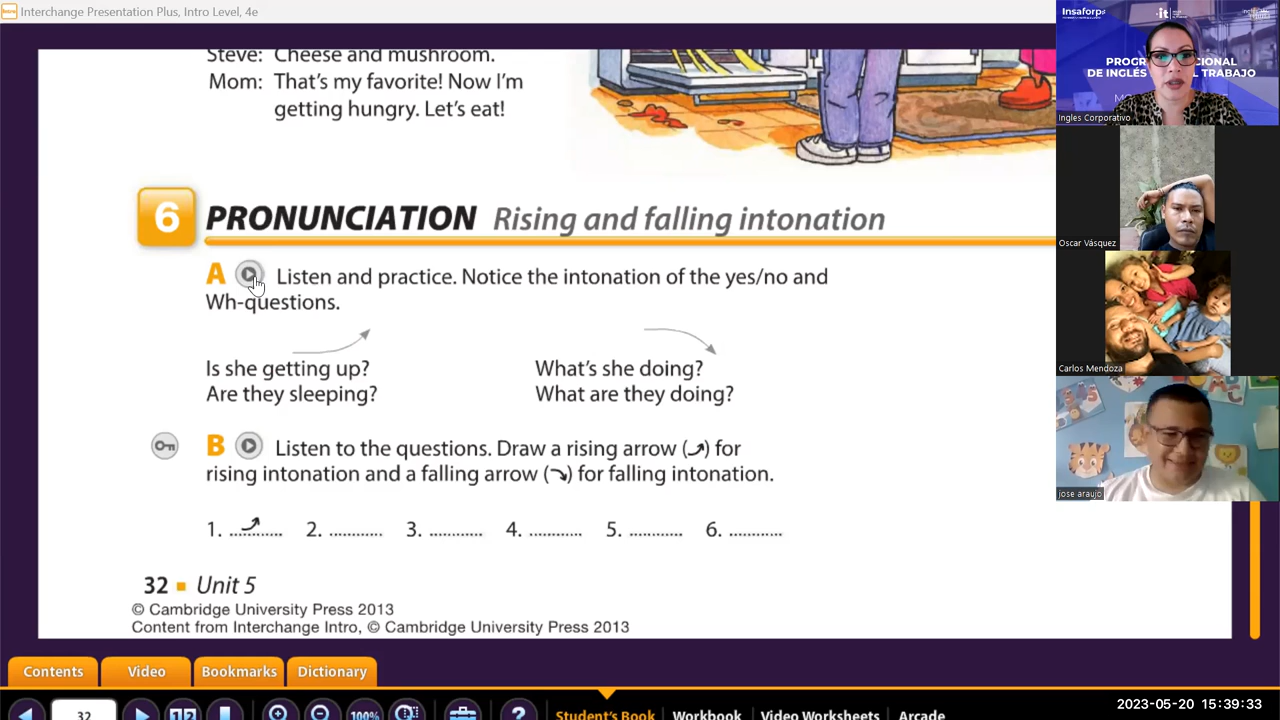 Interchange Presentation Plus, Intro Level, 4e
Steve: Cheese and mushroom.
Mom: That's my favorite! Now I'm
getting hungry. Let's eat!
6 PRONUNCIATION Rising and falling intonation
A Listen and practice. Notice the intonation of the yes/no and
Wh-questions.
Is she getting up?
Are they sleeping?
What's she doing?
What are they doing?
B Listen to the questions. Draw a rising arrow (⤴) for
rising intonation and a falling arrow (⤵) for falling intonation.
1. ............ 2. ............ 3. ............ 4. ............ 5. ............ 6. ............
32 ▪ Unit 5
© Cambridge University Press 2013
Content from Interchange Intro, © Cambridge University Press 2013
Contents Video Bookmarks Dictionary
32 1 2 100% ? Student's Book Workbook Video Worksheets Arcade
Insaforp
it
DE INGLÉS
TRABAJO
Ingles Corporativo
Oscar Vásquez
Carlos Mendoza
jose araujo
2023-05-20 15:39:33